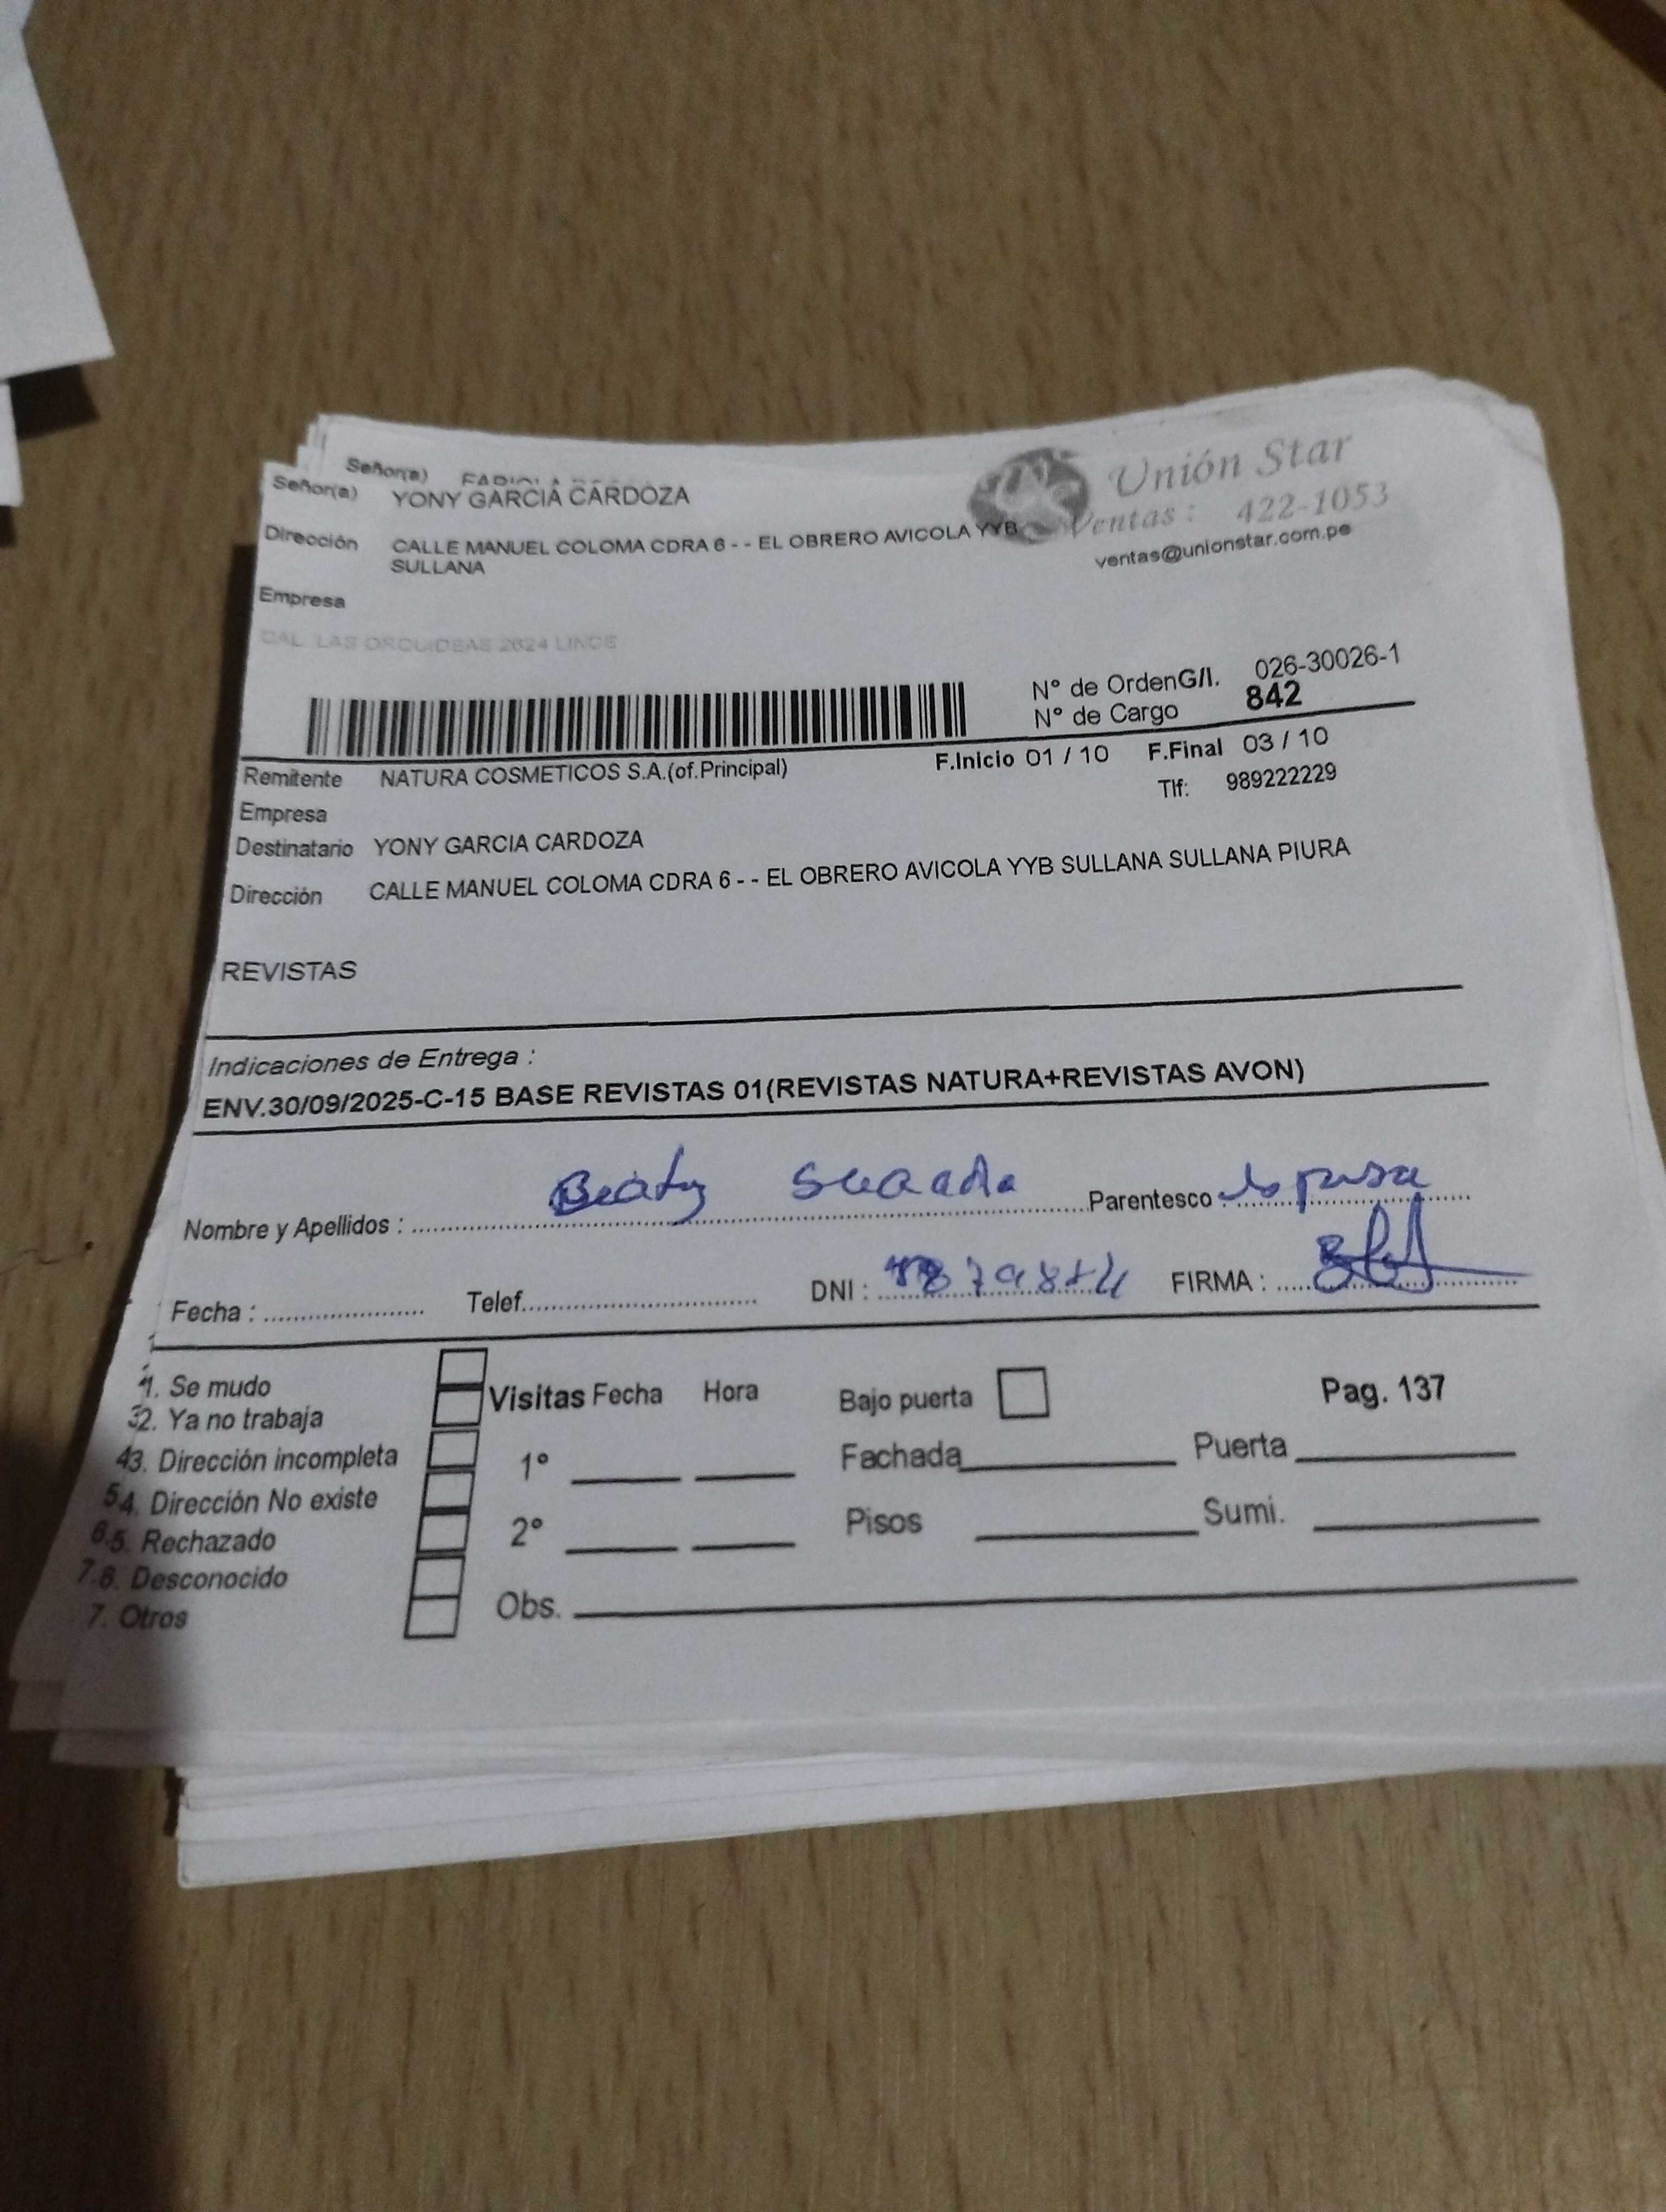 Señor(a)
Señor(a) YONY GARCIA CARDOZA
Unión Star
Ventas : 422-1053
ventas@unionstar.com.pe
Dirección CALLE MANUEL COLOMA CDRA 6 - - EL OBRERO AVICOLA YYB
SULLANA
Empresa
CAL. LAS ORQUIDEAS 2624 LINCE
N° de OrdenG/I. 026-30026-1
N° de Cargo 842
Remitente NATURA COSMETICOS S.A.(of.Principal) F.Inicio 01 / 10 F.Final 03 / 10
Empresa Tlf: 989222229
Destinatario YONY GARCIA CARDOZA
Dirección CALLE MANUEL COLOMA CDRA 6 - - EL OBRERO AVICOLA YYB SULLANA SULLANA PIURA
REVISTAS
Indicaciones de Entrega :
ENV.30/09/2025-C-15 BASE REVISTAS 01(REVISTAS NATURA+REVISTAS AVON)
Nombre y Apellidos : Parentesco :
Fecha : Telef. DNI : FIRMA :
1. Se mudo Visitas Fecha Hora Bajo puerta Pag. 137
2. Ya no trabaja
3. Dirección incompleta 1° Fachada Puerta
4. Dirección No existe
5. Rechazado 2° Pisos Sumi.
6. Desconocido
7. Otros Obs.